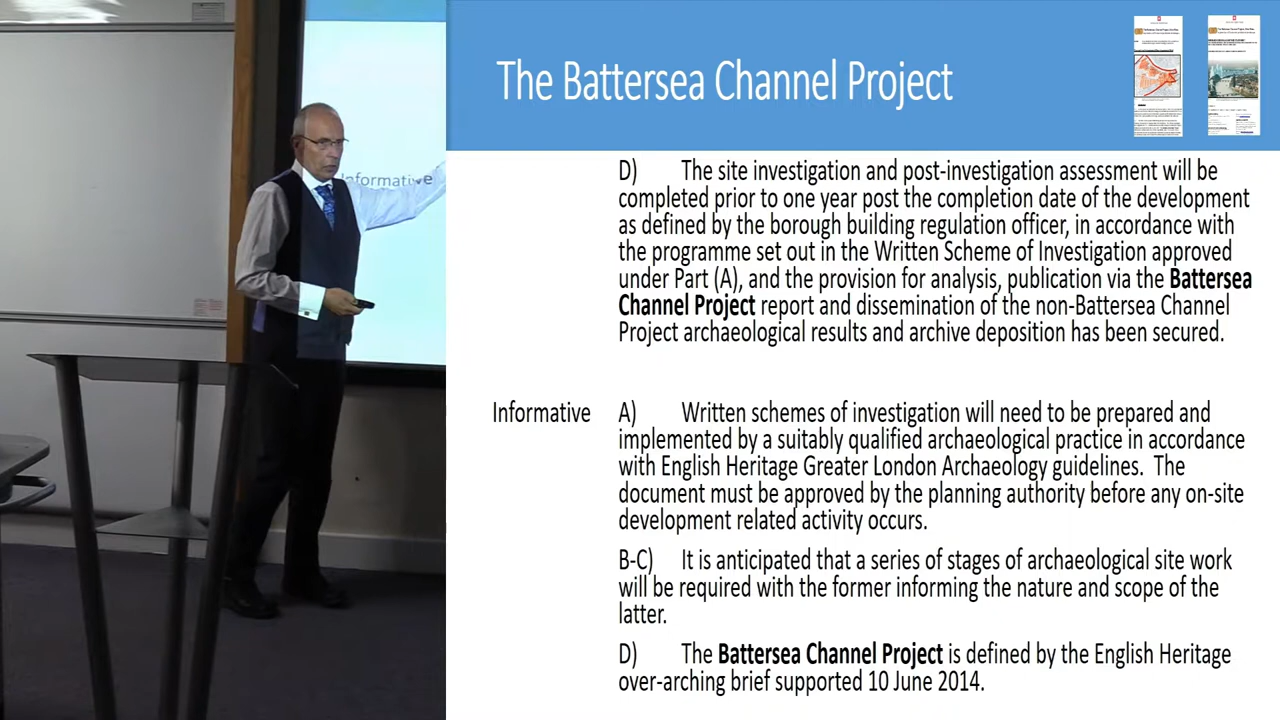 The Battersea Channel Project
D) The site investigation and post-investigation assessment will be
completed prior to one year post the completion date of the development
as defined by the borough building regulation officer, in accordance with
the programme set out in the Written Scheme of Investigation approved
under Part (A), and the provision for analysis, publication via the Battersea
Channel Project report and dissemination of the non-Battersea Channel
Project archaeological results and archive deposition has been secured.
Informative
Informative A) Written schemes of investigation will need to be prepared and
implemented by a suitably qualified archaeological practice in accordance
with English Heritage Greater London Archaeology guidelines. The
document must be approved by the planning authority before any on-site
development related activity occurs.
B-C) It is anticipated that a series of stages of archaeological site work
will be required with the former informing the nature and scope of the
latter.
D) The Battersea Channel Project is defined by the English Heritage
over-arching brief supported 10 June 2014.